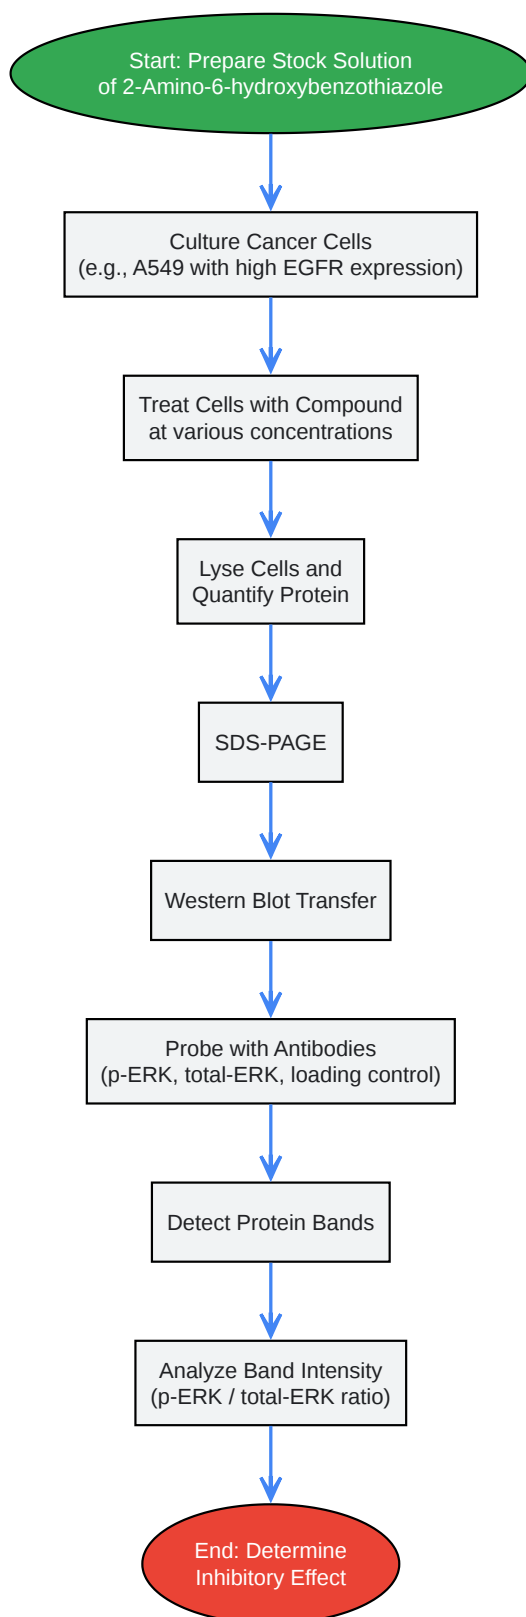 Start: Prepare Stock Solution
of 2-Amino-6-hydroxybenzothiazole
Culture Cancer Cells
(e.g., A549 with high EGFR expression)
Treat Cells with Compound
at various concentrations
Lyse Cells and
Quantify Protein
SDS-PAGE
Western Blot Transfer
Probe with Antibodies
(p-ERK, total-ERK, loading control)
Detect Protein Bands
Analyze Band Intensity
(p-ERK / total-ERK ratio)
End: Determine
Inhibitory Effect